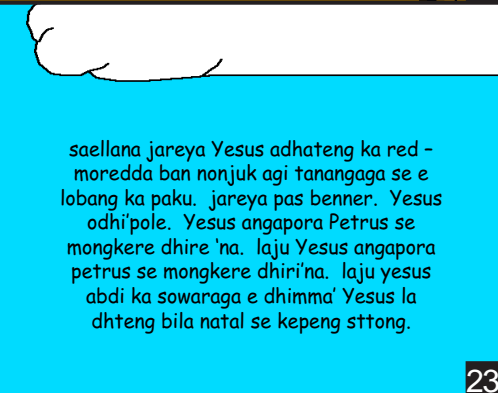 saellana jareya Yesus adhateng ka red –
moredda ban nonjuk agi tanangaga se e
lobang ka paku.  jareya pas benner.  Yesus
odhi'pole.  Yesus angapora Petrus se
mongkere dhire 'na.  laju Yesus angapora
petrus se mongkere dhiri'na.  laju yesus
abdi ka sowaraga e dhimma' Yesus la
dhteng bila natal se kepeng sttong.
23